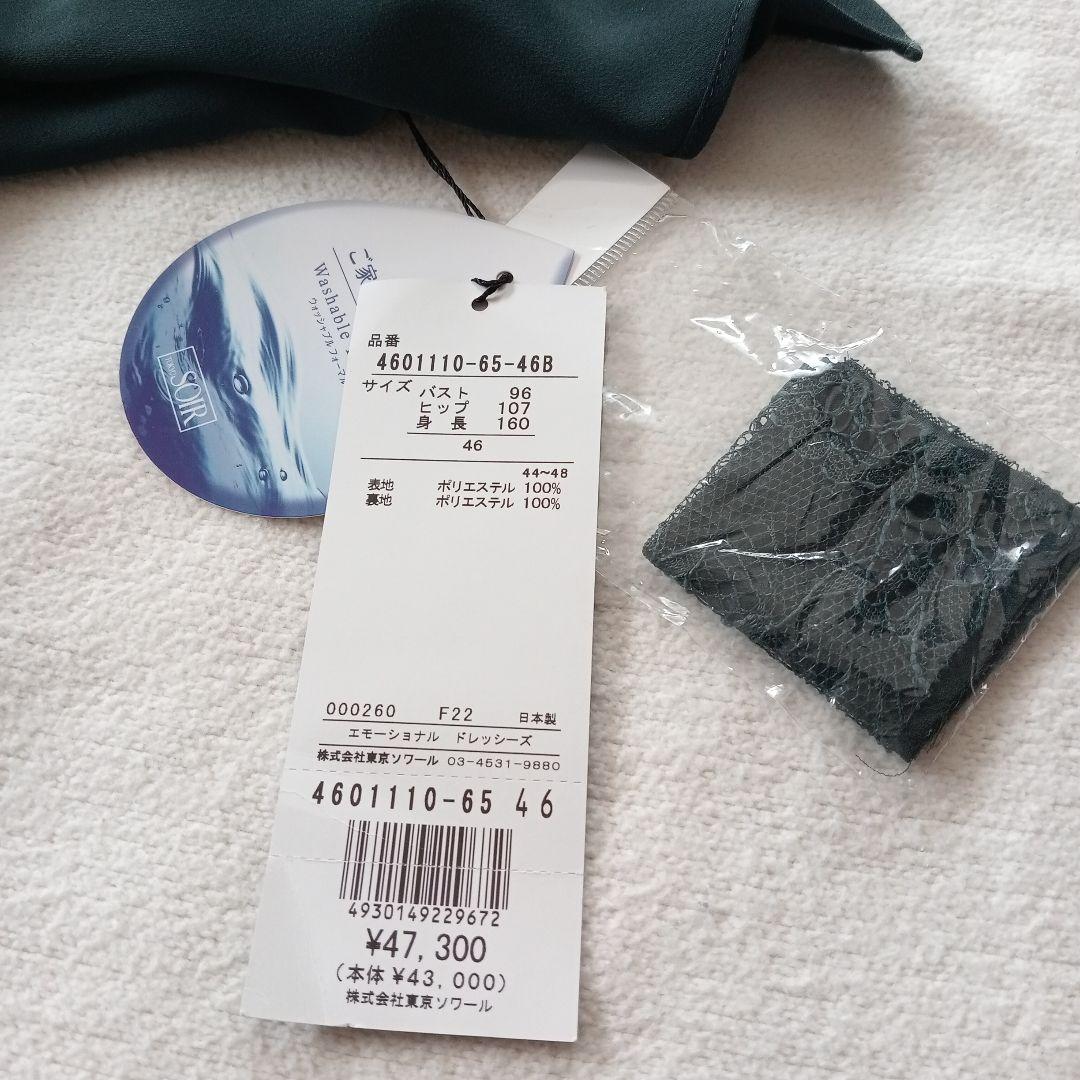 ご家
Washable
ウォッシャブル フォーマル
SOIR
品番
4601110-65-46B
サイズ バスト 96
ヒップ 107
身長 160
46
44~48
表地 ポリエステル 100%
裏地 ポリエステル 100%
000260 F22 日本製
エモーショナル ドレッシーズ
株式会社東京ソワール 03-4531-9880
4601110-65 46
4930149229672
¥47,300
(本体 ¥43,000)
株式会社東京ソワール